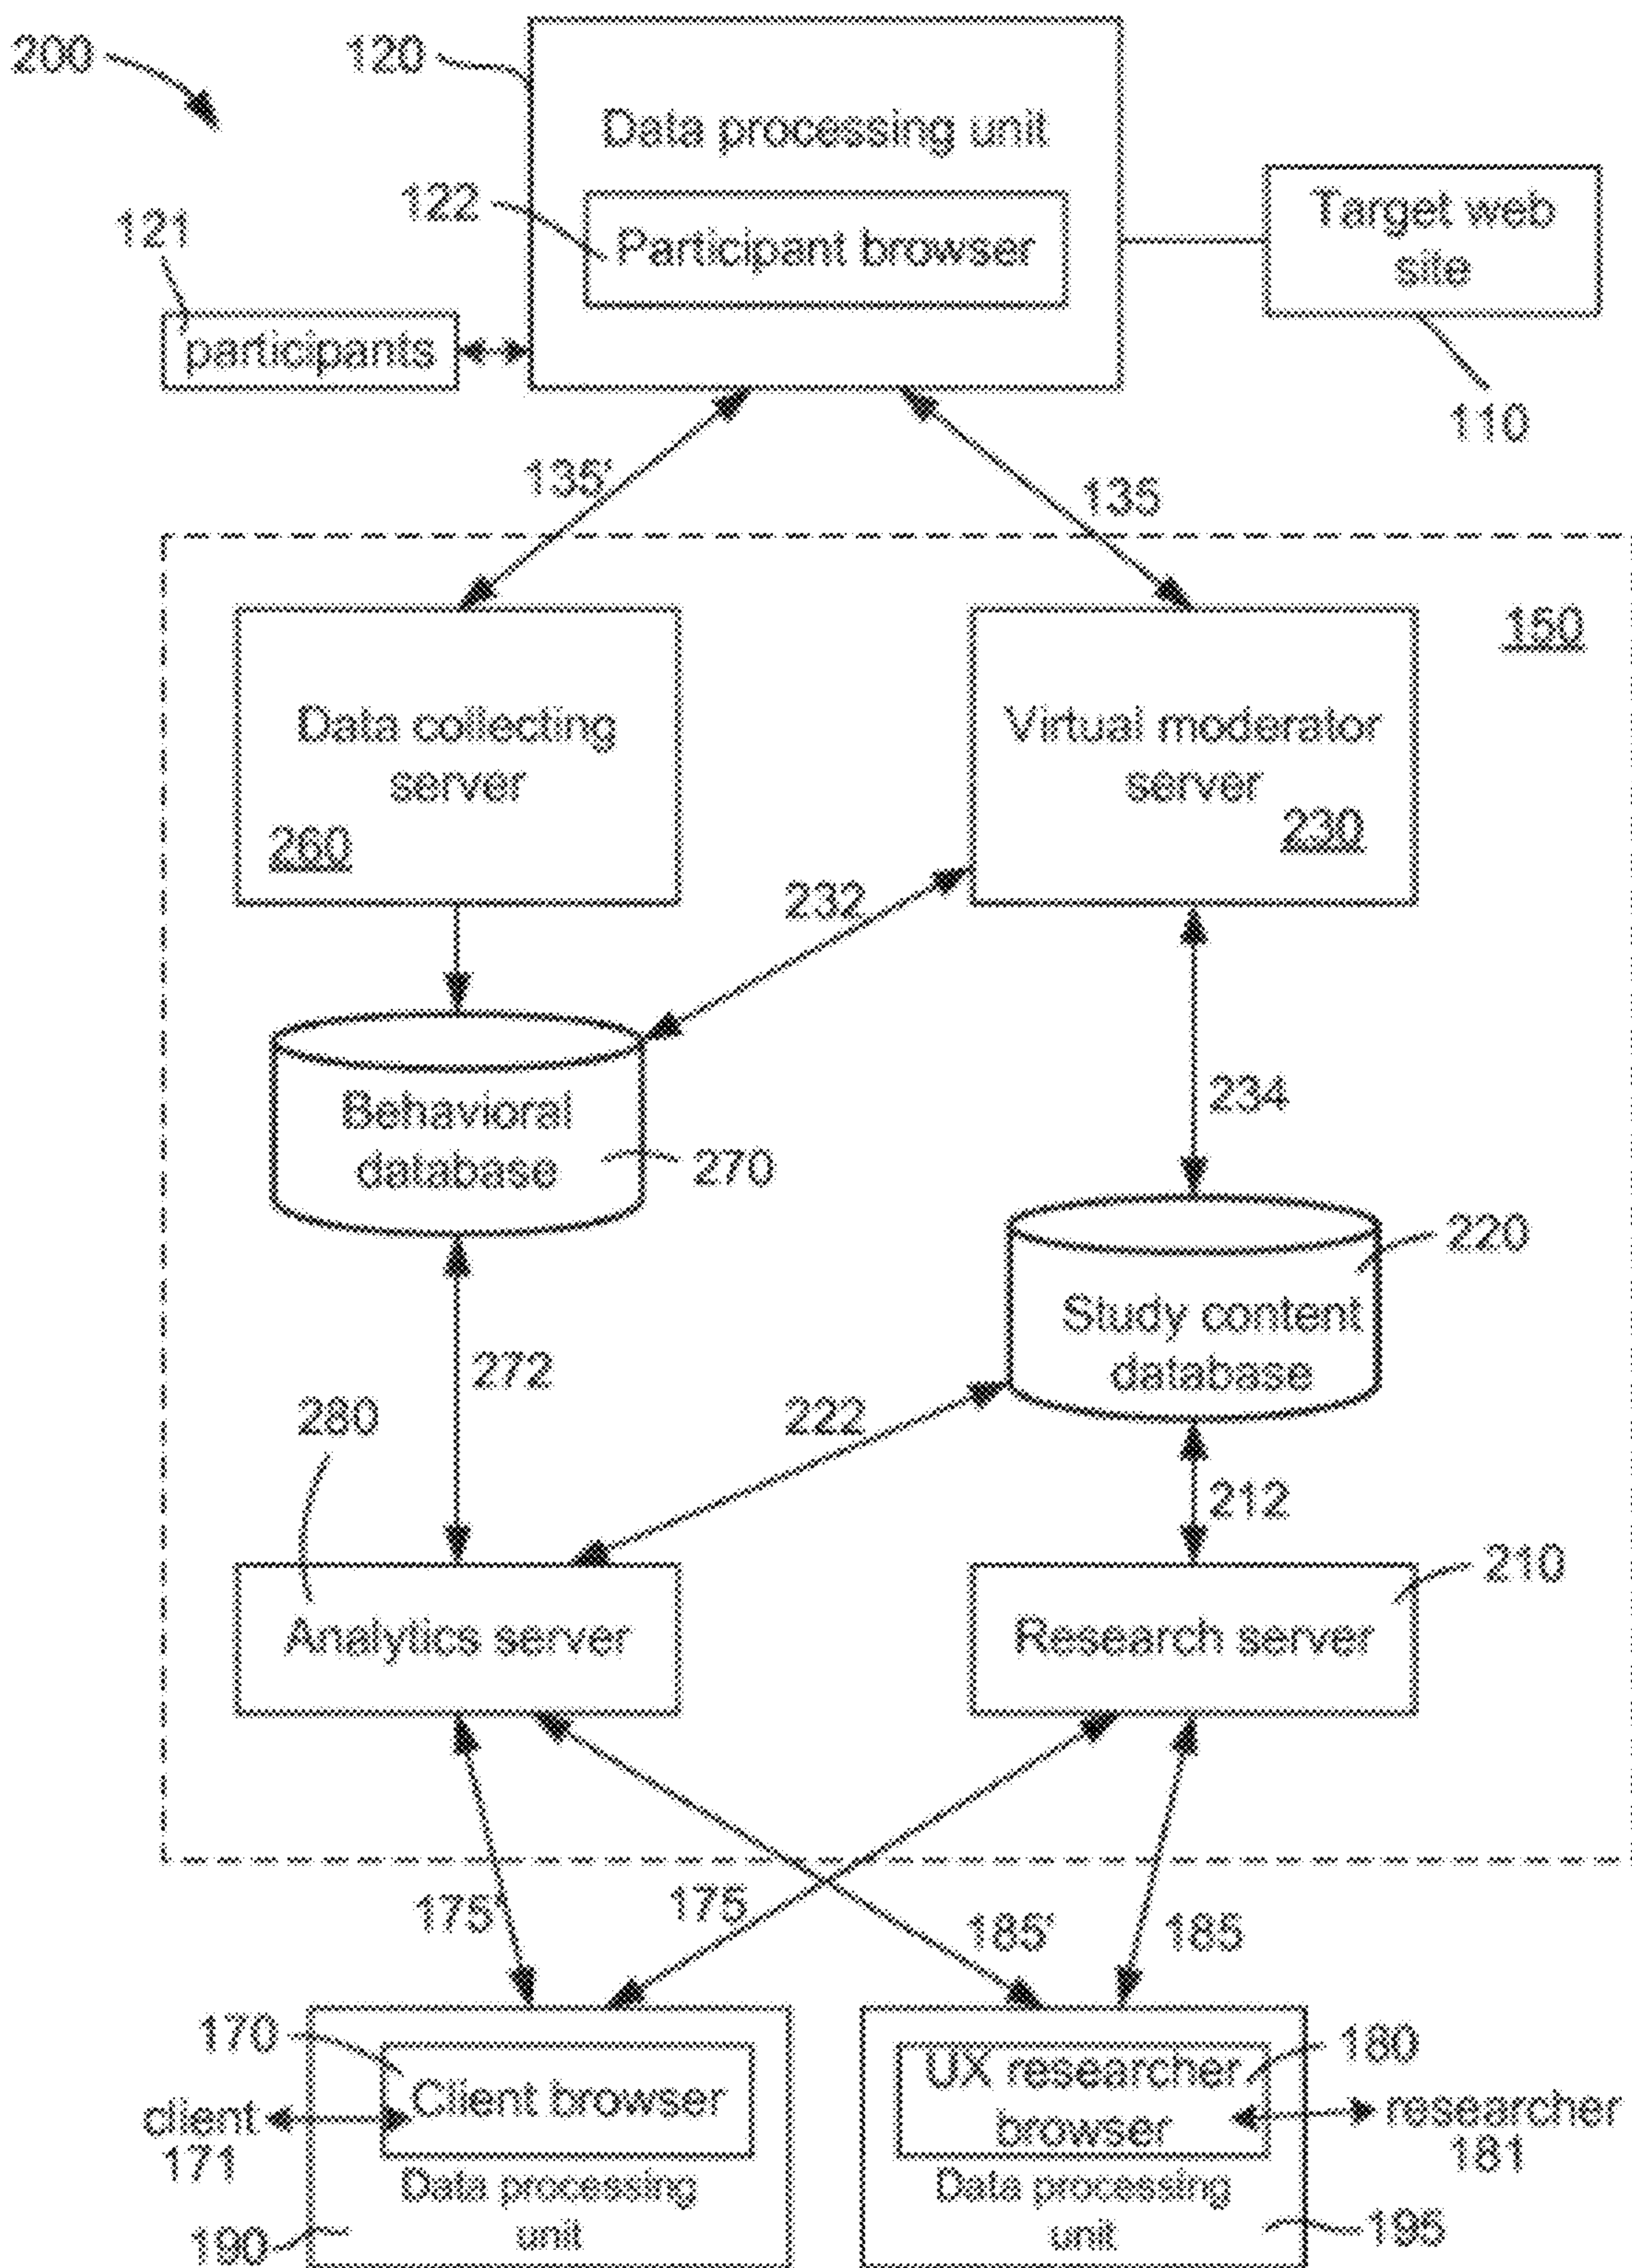 200
120
Data processing unit
122
Participant browser
Target web
site
121
participants
110
135'
135
150
Data collecting
server
260
Virtual moderator
server
230
232
Behavioral
database
270
234
220
Study content
database
272
280
222
212
210
Analytics server
Research server
175'
175
185'
185
170
Client browser
client
171
Data processing
unit
190
UX researcher
browser
180
researcher
181
Data processing
unit
195